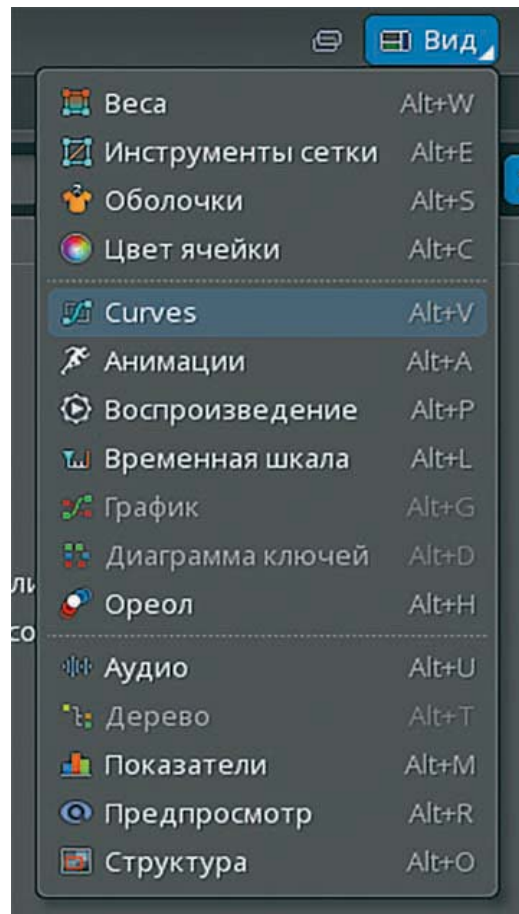 Вид
Веса Alt+W
Инструменты сетки Alt+E
Оболочки Alt+S
Цвет ячейки Alt+C
Curves Alt+V
Анимации Alt+A
Воспроизведение Alt+P
Временная шкала Alt+L
График Alt+G
Диаграмма ключей Alt+D
Ореол Alt+H
Аудио Alt+U
Дерево Alt+T
Показатели Alt+M
Предпросмотр Alt+R
Структура Alt+O